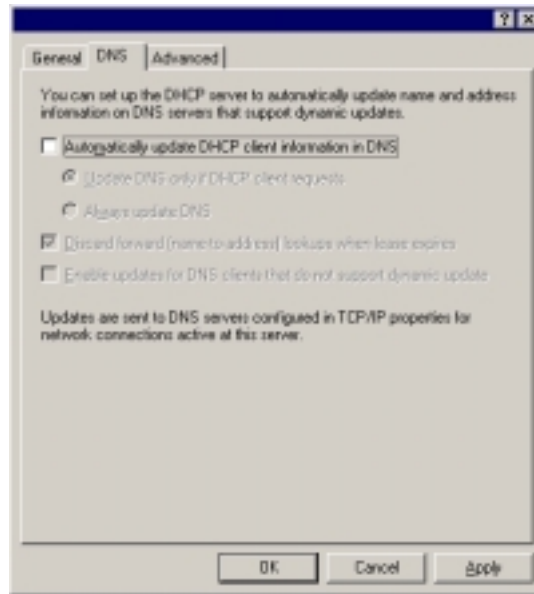 General DNS Advanced
You can set up the DHCP server to automatically update name and address
information on DNS servers that support dynamic updates.
Automatically update DHCP client information in DNS
Update DNS only if DHCP client requests
Always update DNS
Discard forward (name-to-address) lookups when lease expires
Enable updates for DNS clients that do not support dynamic update
Updates are sent to DNS servers configured in TCP/IP properties for
network connections active at this server.
OK Cancel Apply